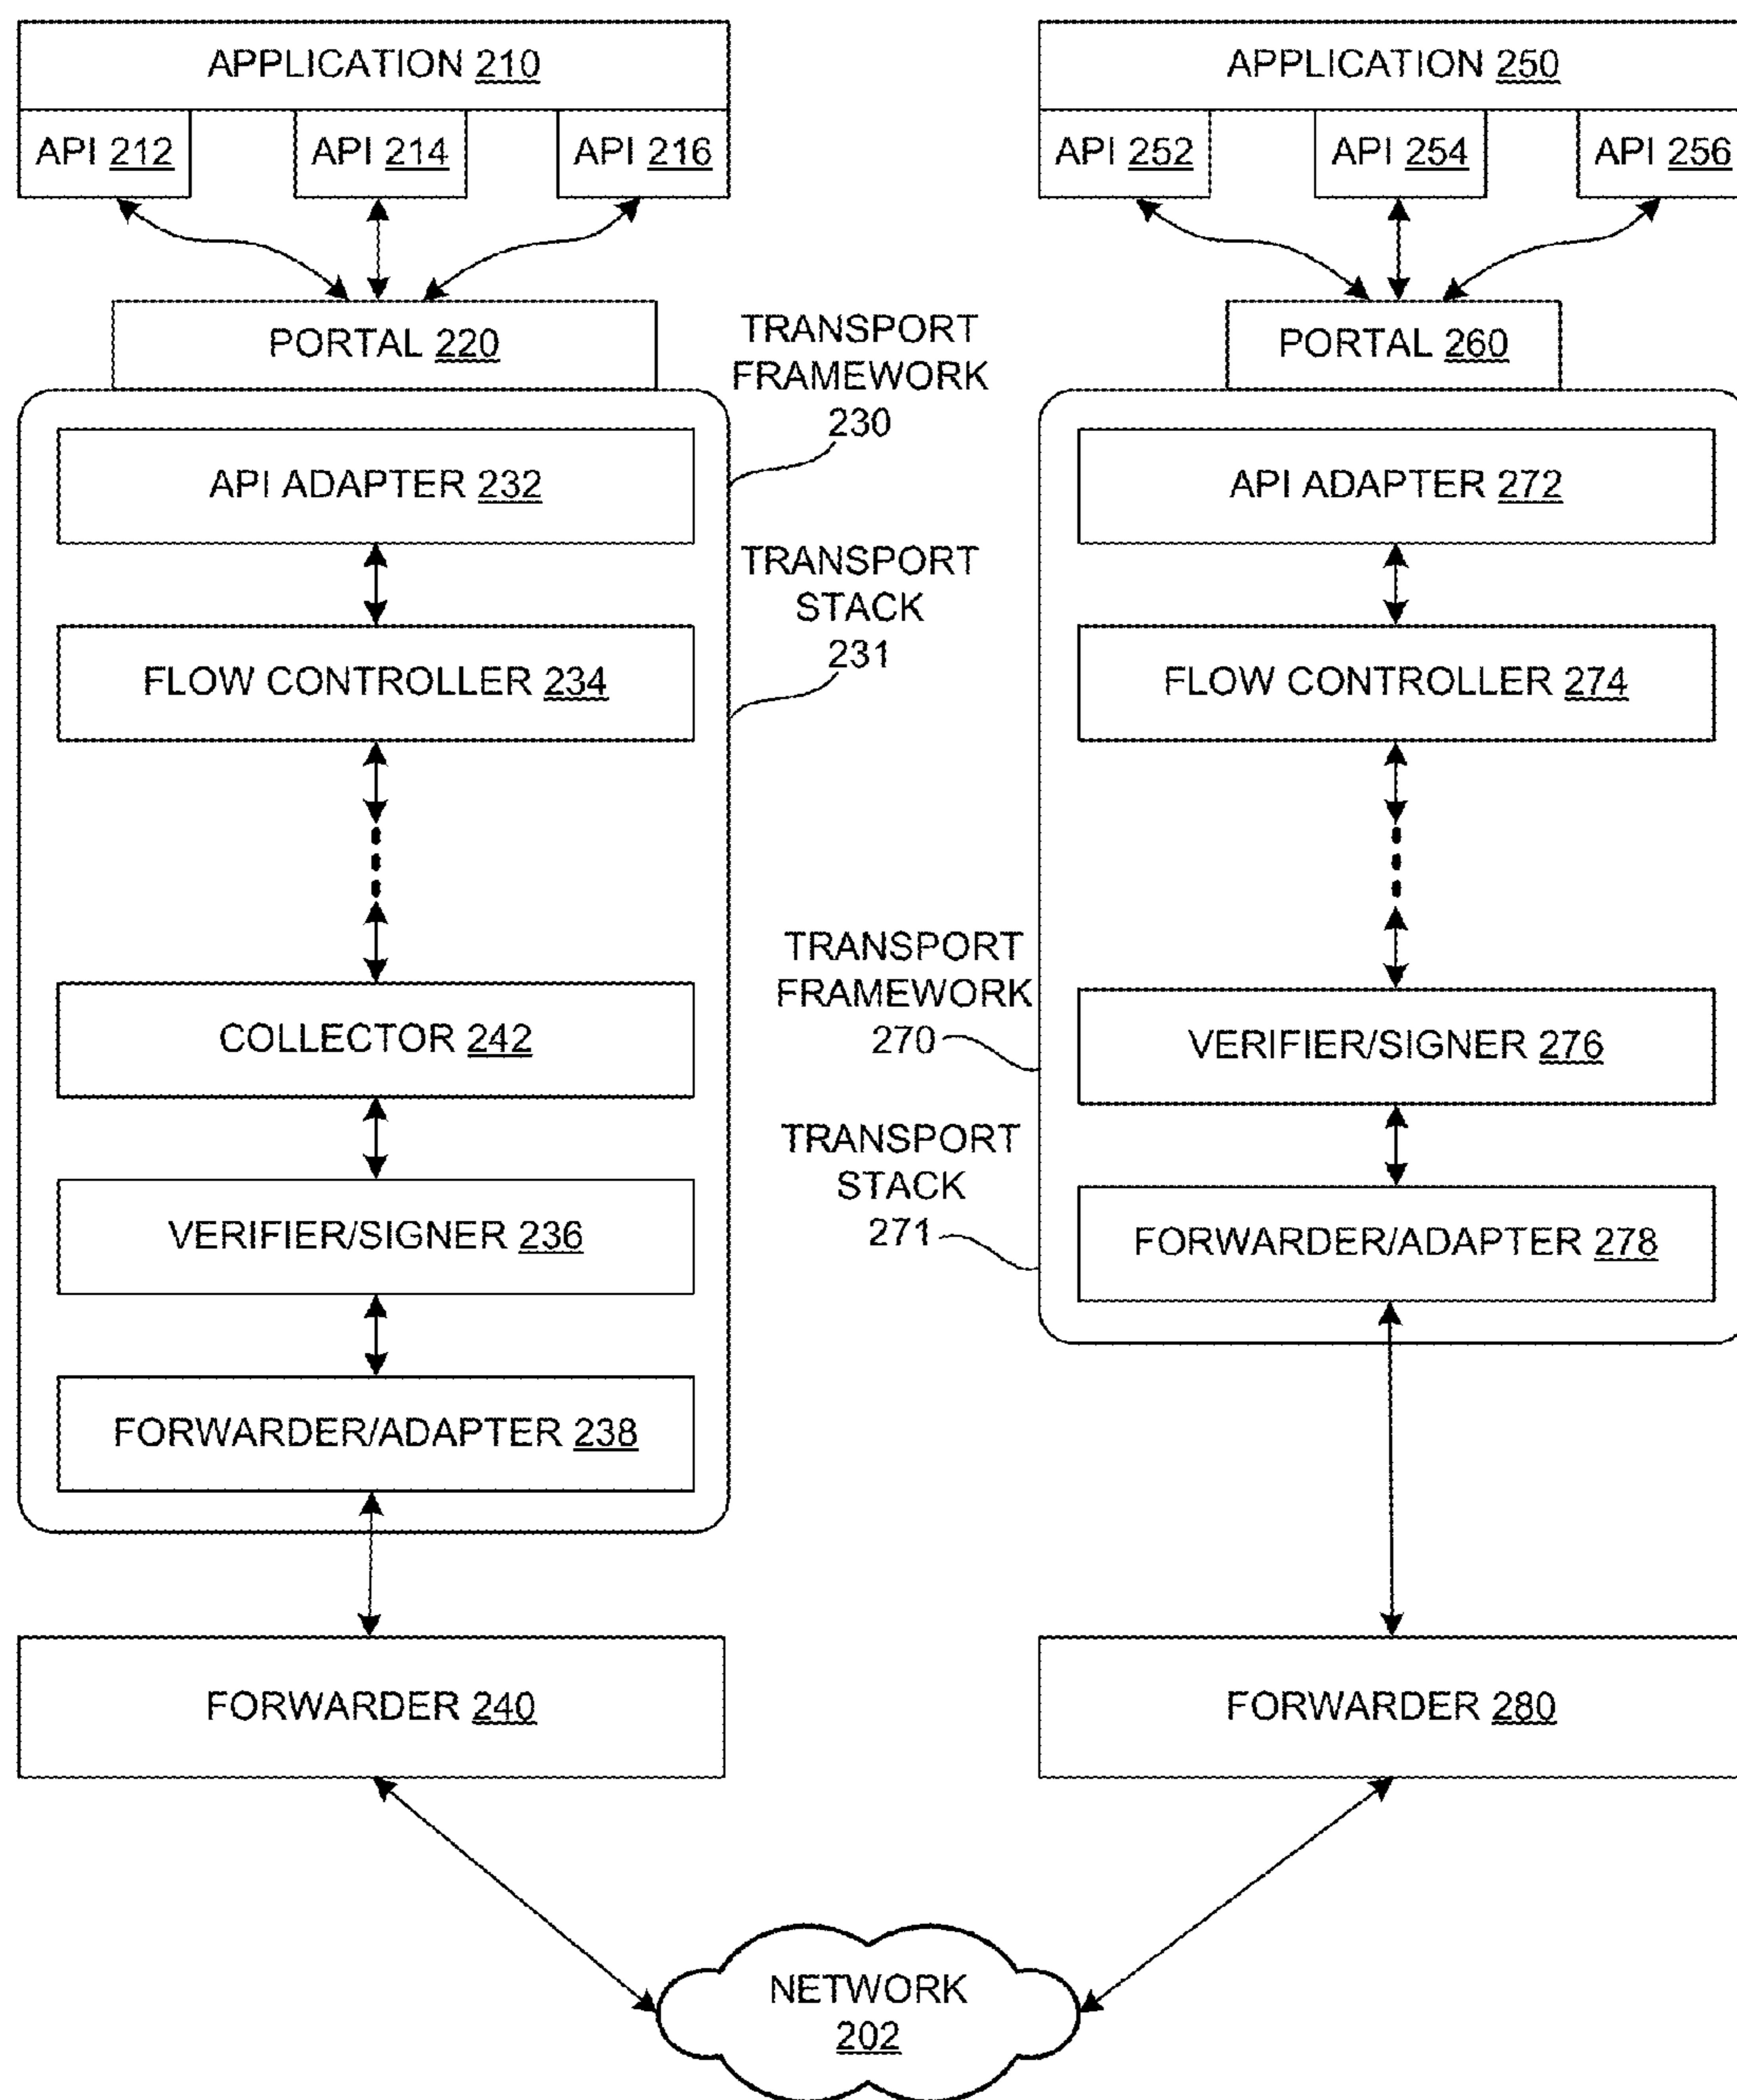 APPLICATION 210
API 212
API 214
API 216
PORTAL 220
TRANSPORT
FRAMEWORK
230
API ADAPTER 232
TRANSPORT
STACK
231
FLOW CONTROLLER 234
COLLECTOR 242
VERIFIER/SIGNER 236
FORWARDER/ADAPTER 238
FORWARDER 240
APPLICATION 250
API 252
API 254
API 256
PORTAL 260
API ADAPTER 272
FLOW CONTROLLER 274
TRANSPORT
FRAMEWORK
270
VERIFIER/SIGNER 276
TRANSPORT
STACK
271
FORWARDER/ADAPTER 278
FORWARDER 280
NETWORK
202